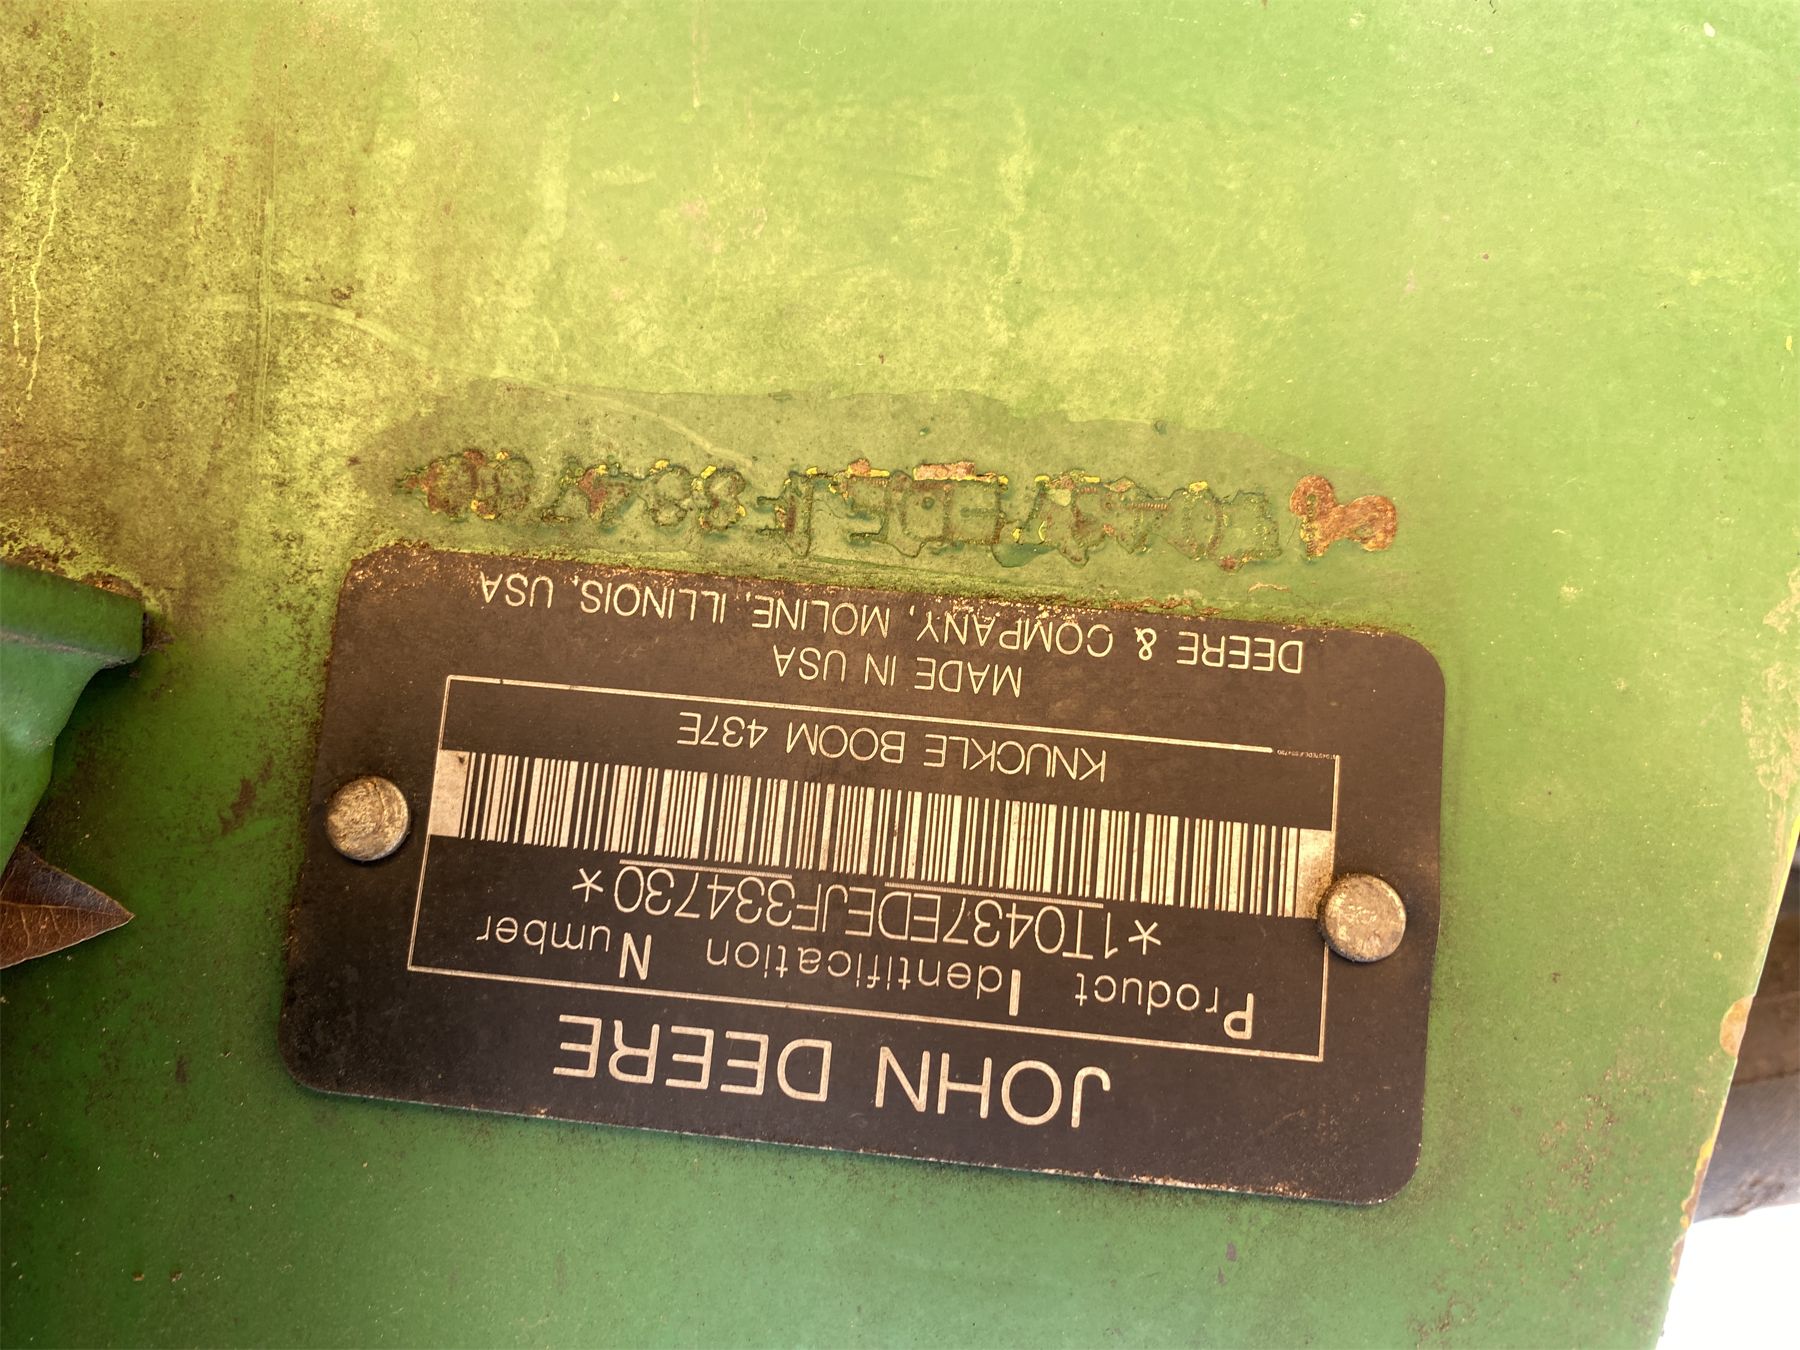 JOHN DEERE
Product Identification Number
*1T0437EDEJF334730*
KNUCKLE BOOM 437E
MADE IN USA
DEERE & COMPANY, MOLINE, ILLINOIS, USA